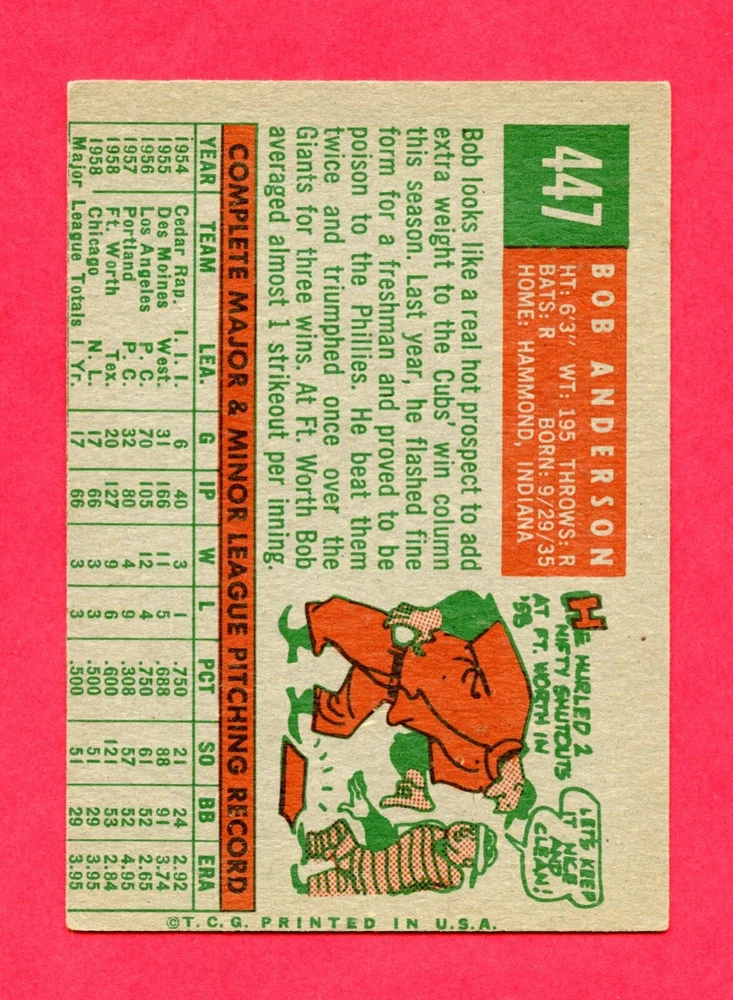 447
BOB ANDERSON
HT: 6'3" WT: 195 THROWS: R
BATS: R BORN: 9/29/35
HOME: HAMMOND, INDIANA
Bob looks like a real hot prospect to add
extra weight to the Cubs' win column
this season. Last year, he flashed fine
form for a freshman and proved to be
poison to the Phillies. He beat them
twice and triumphed once over the
Giants for three wins. At Ft. Worth Bob
averaged almost 1 strikeout per inning.
HE HURLED 2
NIFTY SHUTOUTS
AT FT. WORTH IN
'58
LET'S KEEP
IT NICE
AND
CLEAN!
COMPLETE MAJOR & MINOR LEAGUE PITCHING RECORD
YEAR TEAM LEA. G IP W L PCT SO BB ERA
1954 Cedar Rap. I. I. I. 6 40 3 1 .750 21 24 2.92
1955 Des Moines West. 31 166 11 5 .688 88 91 3.74
1956 Los Angeles P. C. 70 105 12 4 .750 61 52 2.65
1957 Portland P. C. 32 80 4 9 .308 57 52 4.95
1958 Ft. Worth Tex. 20 127 9 6 .600 121 53 2.84
1958 Chicago N. L. 17 66 3 3 .500 51 29 3.95
Major League Totals 1 Yr. 17 66 3 3 .500 51 29 3.95
©T.C.G. PRINTED IN U.S.A.